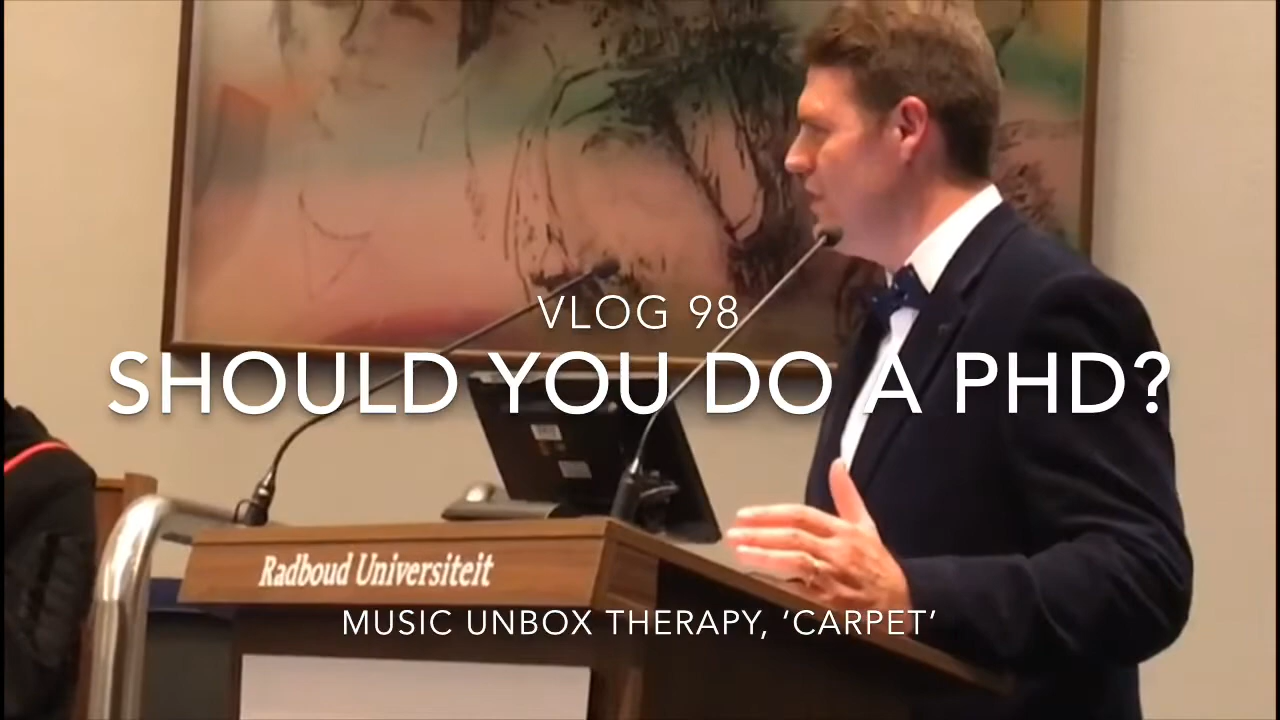 VLOG 98
SHOULD YOU DO A PHD?
Radboud Universiteit
MUSIC UNBOX THERAPY, ‘CARPET’